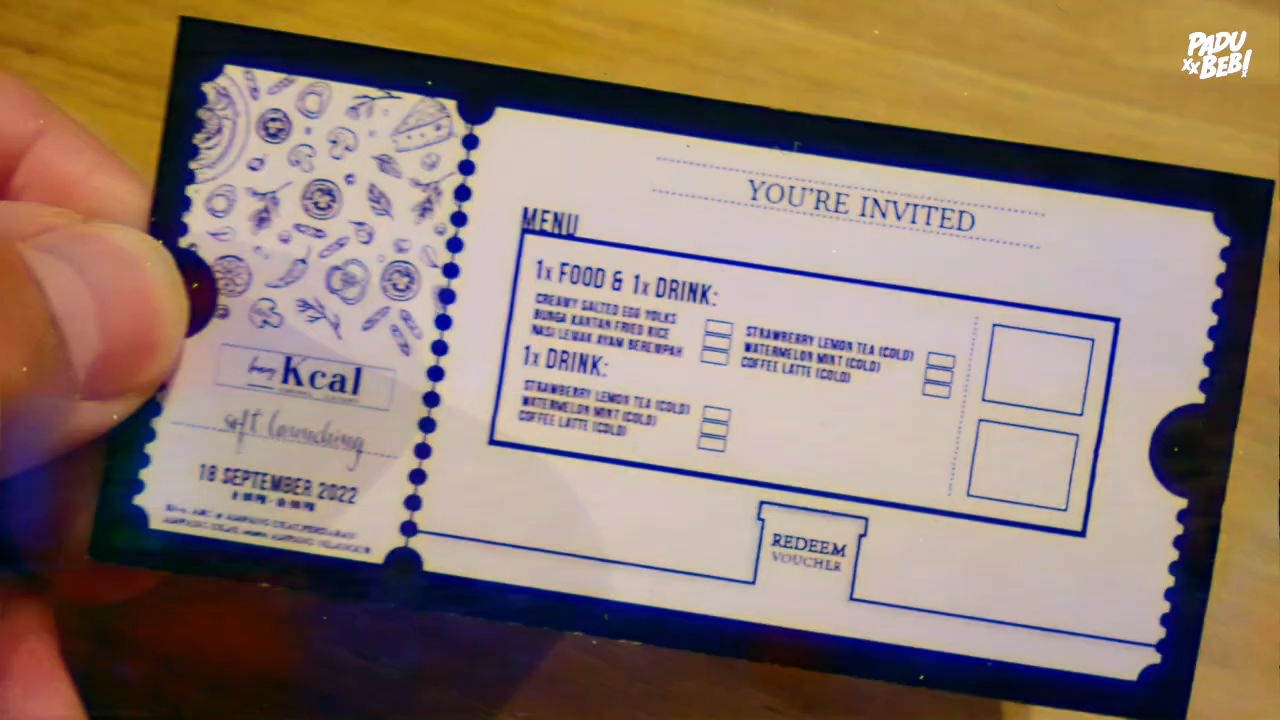 PADU
xx BEB! x
YOU'RE INVITED
MENU
1x FOOD & 1x DRINK:
CREAMY SALTED EGG YOLKS
BUNGA KANTAN FRIED RICE
NASI LEMAK AYAM BEREMPAH
STRAWBERRY LEMON TEA (COLD)
WATERMELON MINT (COLD)
COFFEE LATTE (COLD)
1x DRINK:
STRAWBERRY LEMON TEA (COLD)
WATERMELON MINT (COLD)
COFFEE LATTE (COLD)
REDEEM
VOUCHER
Kcal
soft launching
18 SEPTEMBER 2022